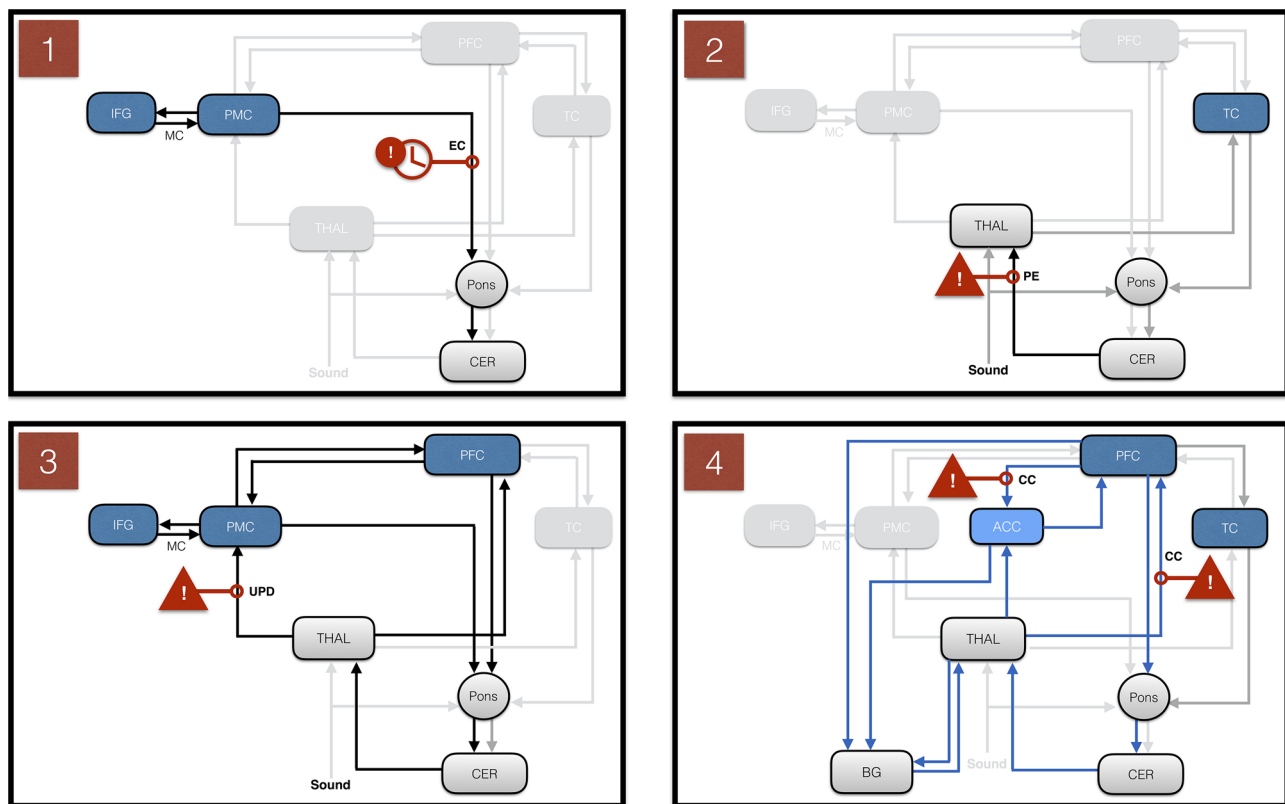 1
PFC
IFG
PMC
TC
MC
!
EC
THAL
Pons
CER
Sound
2
PFC
IFG
PMC
TC
MC
THAL
!
PE
Pons
CER
Sound
3
PFC
IFG
PMC
TC
MC
!
UPD
THAL
Pons
CER
Sound
4
PFC
!
CC
IFG
PMC
ACC
TC
MC
CC
!
THAL
Pons
BG
Sound
CER